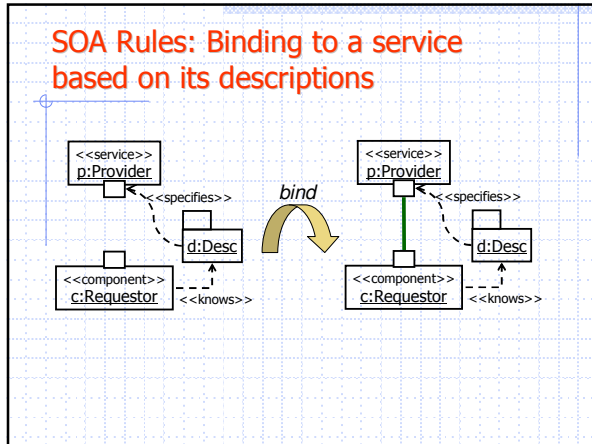 SOA Rules: Binding to a service
based on its descriptions
<<service>>
p:Provider
<<specifies>>
d:Desc
<<component>>
c:Requestor
<<knows>>
bind
<<service>>
p:Provider
<<specifies>>
d:Desc
<<component>>
c:Requestor
<<knows>>